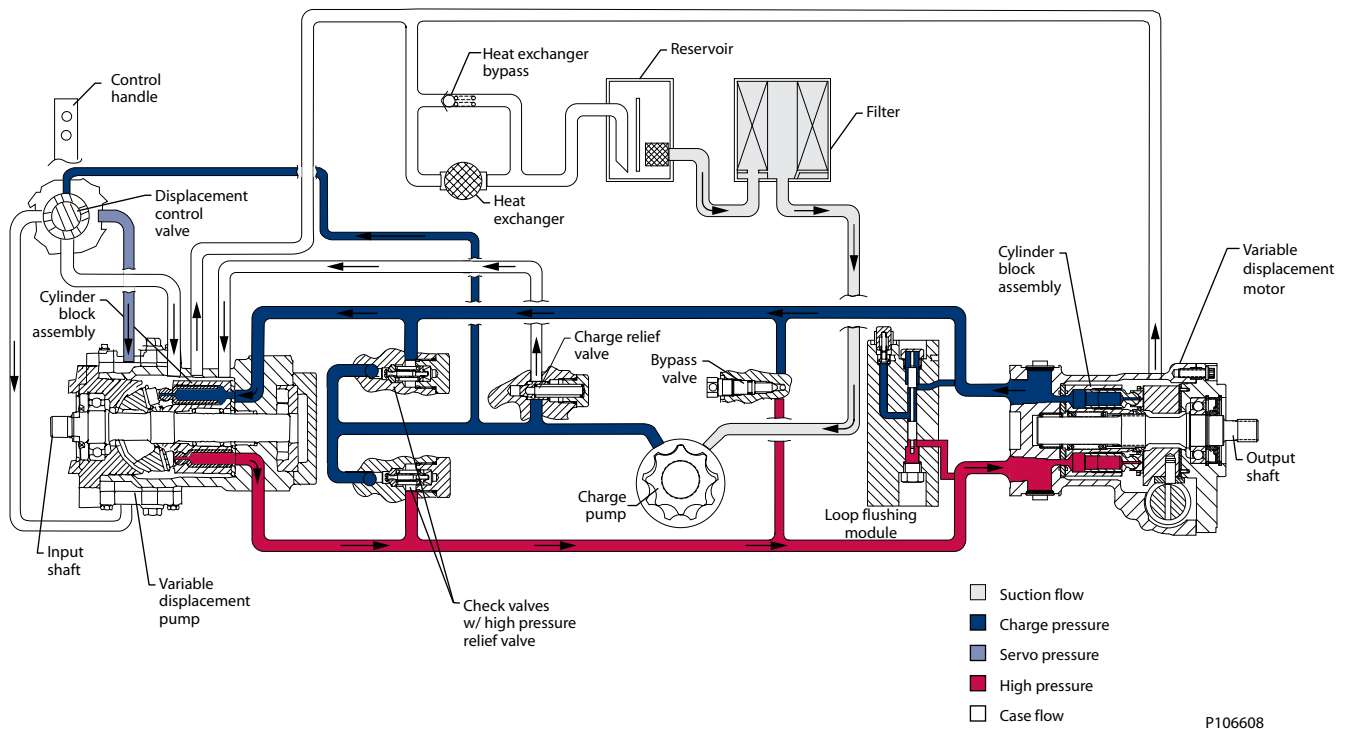 Control
handle
Heat exchanger
bypass
Reservoir
Filter
Displacement
control
valve
Heat
exchanger
Cylinder
block
assembly
Variable
displacement
motor
Cylinder
block
assembly
Charge relief
valve
Bypass
valve
Output
shaft
Charge
pump
Loop flushing
module
Input
shaft
Variable
displacement
pump
Check valves
w/ high pressure
relief valve
Suction flow
Charge pressure
Servo pressure
High pressure
Case flow
P106608